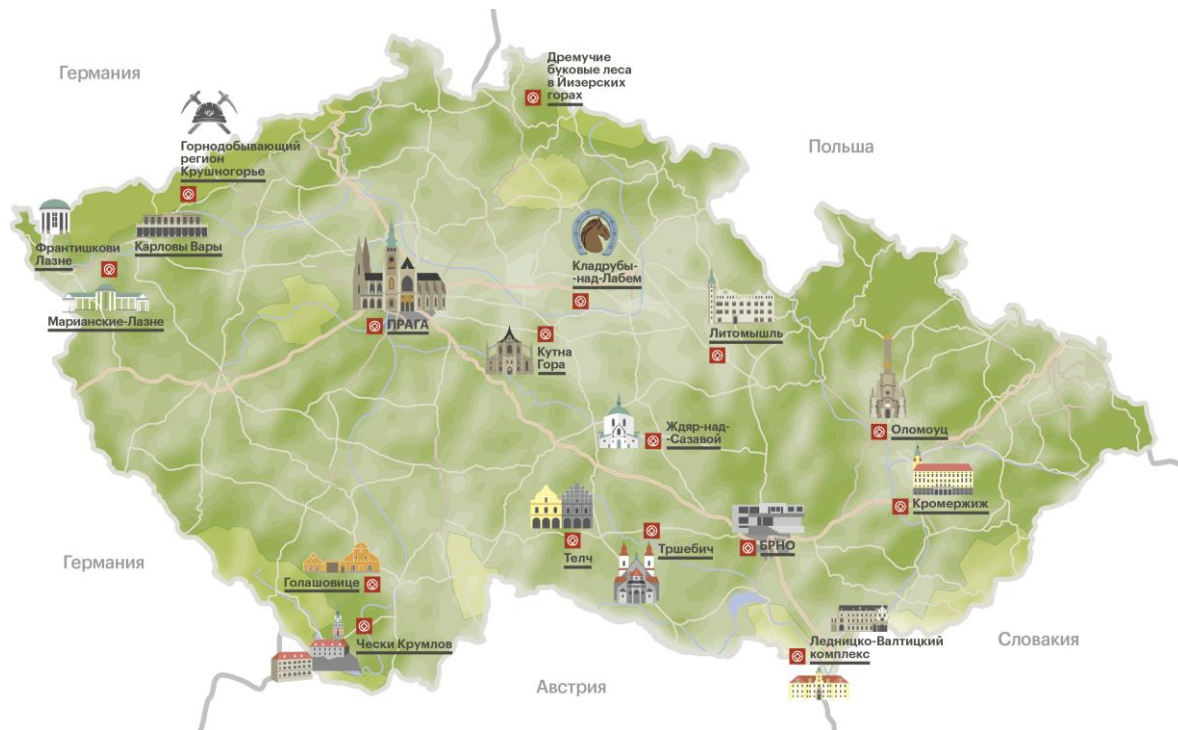 Германия
Дремучие
буковые леса
в Йизерских
горах
Горнодобывающий
регион
Крушногорье
Польша
Франтишкови
Лазне
Карловы Вары
Марианские-Лазне
Кладрубы-
-над-Лабем
ПРАГА
Литомышль
Кутна
Гора
Ждяр-над-
-Сазавой
Оломоуц
Кромержиж
Телч
Тршебич
БРНО
Германия
Голашовице
Чески Крумлов
Ледницко-Валтицкий
комплекс
Словакия
Австрия